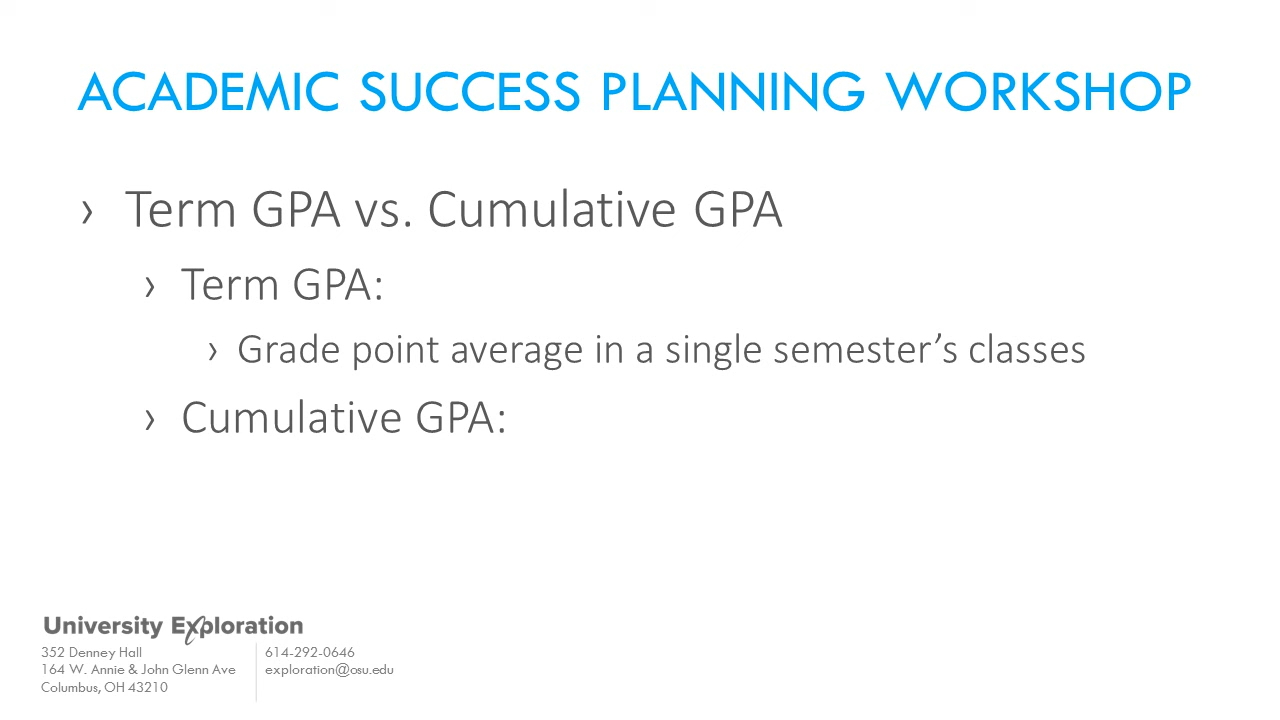 ACADEMIC SUCCESS PLANNING WORKSHOP
› Term GPA vs. Cumulative GPA
› Term GPA:
› Grade point average in a single semester’s classes
› Cumulative GPA:
University Exploration
352 Denney Hall
164 W. Annie & John Glenn Ave
Columbus, OH 43210
614-292-0646
exploration@osu.edu